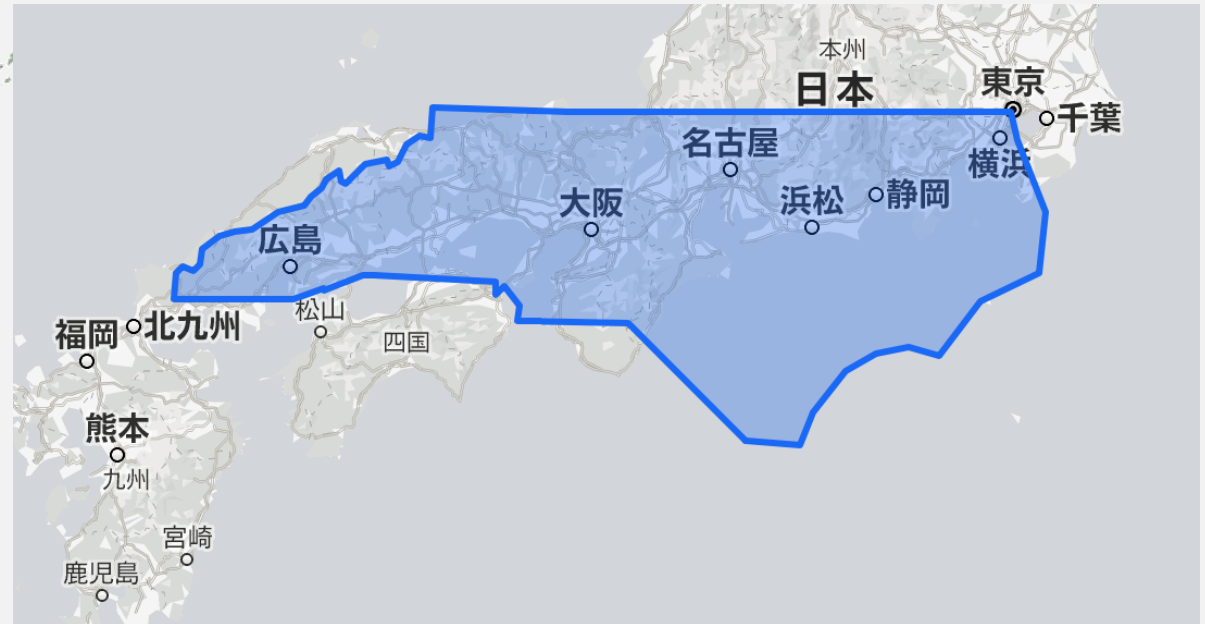 本州
日本
東京
千葉
名古屋
横浜
大阪
浜松
静岡
広島
松山
北九州
福岡
四国
熊本
九州
宮崎
鹿児島